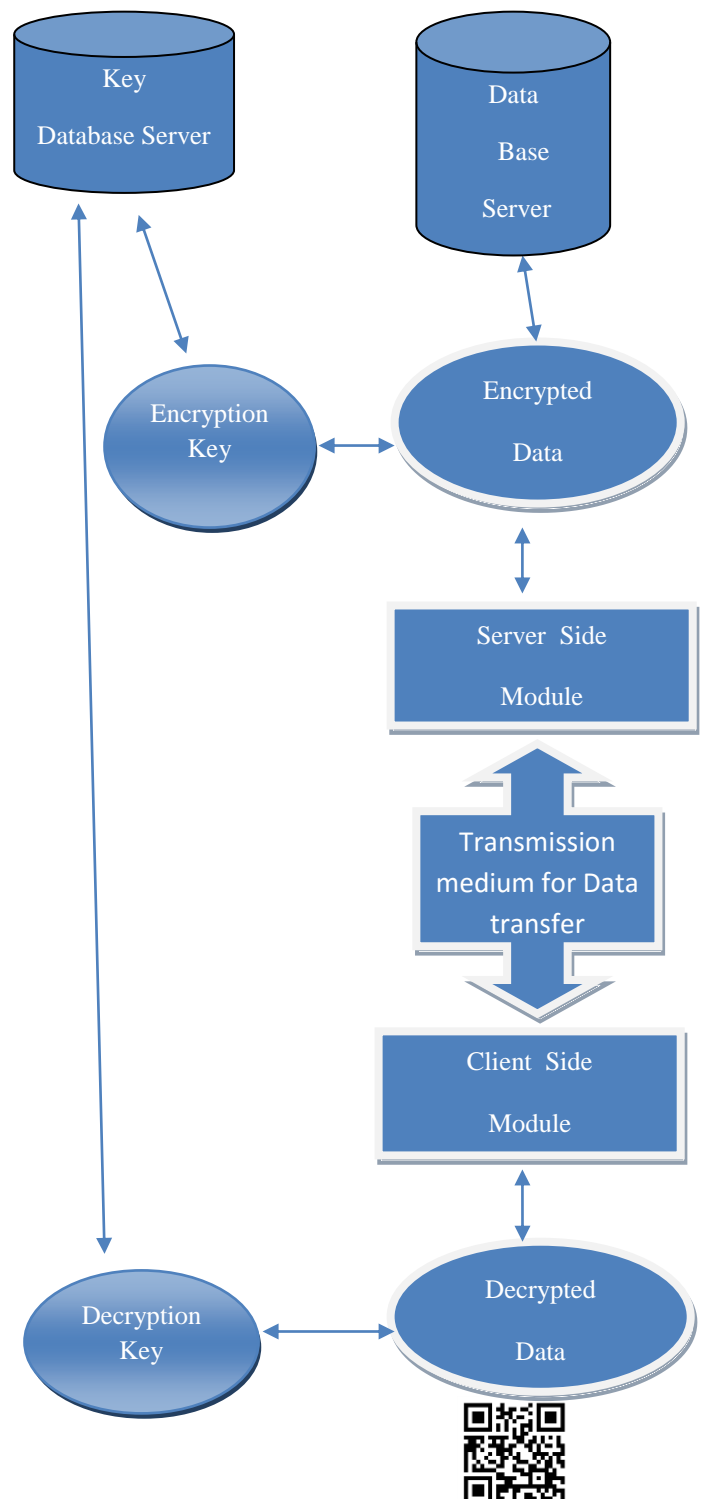 Key
Database Server
Data
Base
Server
Encryption
Key
Encrypted
Data
Server Side
Module
Transmission
medium for Data
transfer
Client Side
Module
Decryption
Key
Decrypted
Data